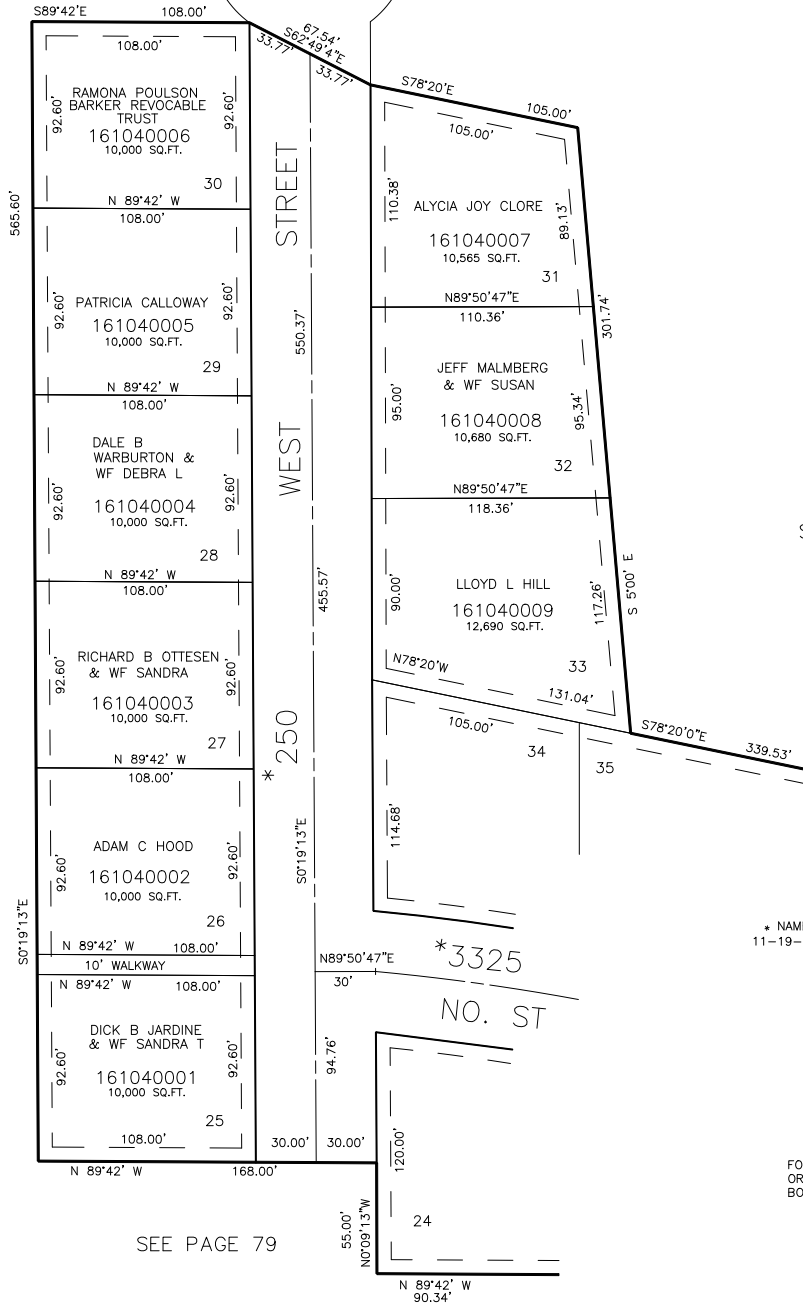 S89°42'E 108.00'
108.00'
92.60'
RAMONA POULSON
BARKER REVOCABLE
TRUST
161040006
10,000 SQ.FT.
92.60'
30
N 89°42' W
108.00'
565.60'
92.60'
PATRICIA CALLOWAY
161040005
10,000 SQ.FT.
92.60'
29
N 89°42' W
108.00'
92.60'
DALE B
WARBURTON &
WF DEBRA L
161040004
10,000 SQ.FT.
92.60'
28
N 89°42' W
108.00'
92.60'
RICHARD B OTTESEN
& WF SANDRA
161040003
10,000 SQ.FT.
92.60'
27
N 89°42' W
108.00'
92.60'
ADAM C HOOD
161040002
10,000 SQ.FT.
92.60'
26
S0°19'13"E
N 89°42' W 108.00'
10' WALKWAY
N 89°42' W 108.00'
92.60'
DICK B JARDINE
& WF SANDRA T
161040001
10,000 SQ.FT.
92.60'
25
108.00'
N 89°42' W 168.00'
30.00' 30.00'
SEE PAGE 79
67.54'
S62°49'4"E
33.77' 33.77'
* 250 WEST STREET
550.37'
455.57'
S0°19'13"E
94.76'
S78°20'E 105.00'
105.00'
110.38'
ALYCIA JOY CLORE
161040007
10,565 SQ.FT.
89.13'
31
N89°50'47"E
110.36'
301.74'
95.00'
JEFF MALMBERG
& WF SUSAN
161040008
10,680 SQ.FT.
95.34'
32
N89°50'47"E
118.36'
90.00'
LLOYD L HILL
161040009
12,690 SQ.FT.
117.26'
S 5°00' E
33
N78°20'W
131.04'
105.00'
34
35
S78°20'0"E 339.53'
114.68'
N89°50'47"E
30'
*3325
NO. ST
120.00'
24
55.00'
N0°09'13"W
N 89°42' W
90.34'
S
* NAM
11-19-
FO
OR
BO